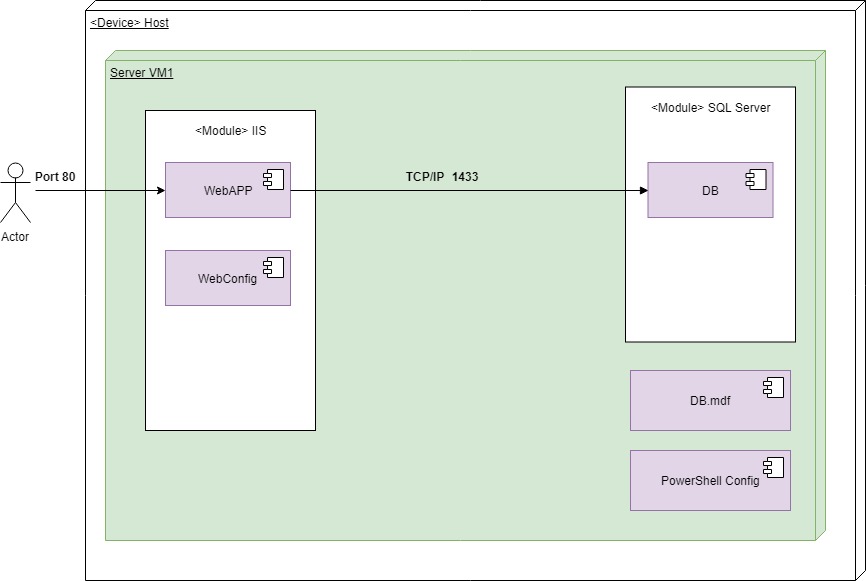 <Device> Host
Server VM1
<Module> IIS
<Module> SQL Server
Port 80
WebAPP
TCP/IP  1433
DB
Actor
WebConfig
DB.mdf
PowerShell Config